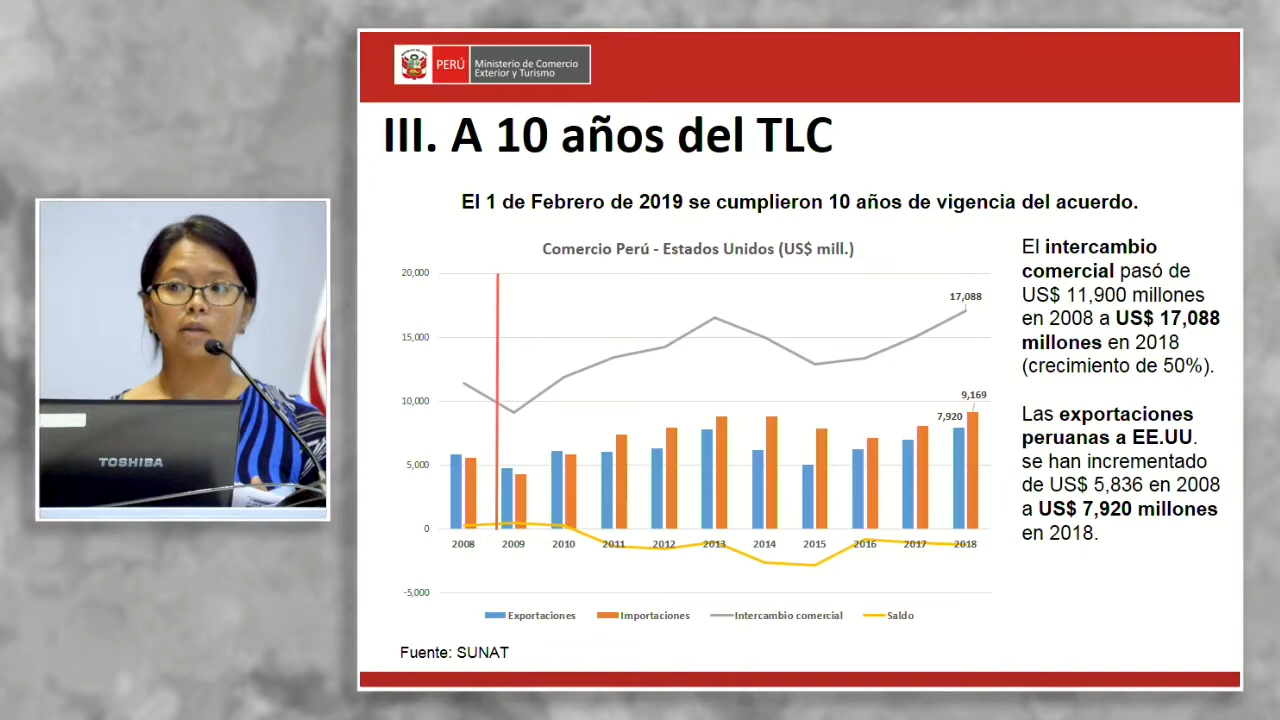 PERÚ
Ministerio de Comercio
Exterior y Turismo
III. A 10 años del TLC
El 1 de Febrero de 2019 se cumplieron 10 años de vigencia del acuerdo.
Comercio Perú - Estados Unidos (US$ mill.)
20,000
15,000
10,000
5,000
0
-5,000
17,088
9,169
7,920
2008 2009 2010 2011 2012 2013 2014 2015 2016 2017 2018
Exportaciones Importaciones Intercambio comercial Saldo
Fuente: SUNAT
El intercambio
comercial pasó de
US$ 11,900 millones
en 2008 a US$ 17,088
millones en 2018
(crecimiento de 50%).
Las exportaciones
peruanas a EE.UU.
se han incrementado
de US$ 5,836 en 2008
a US$ 7,920 millones
en 2018.
TOSHIBA